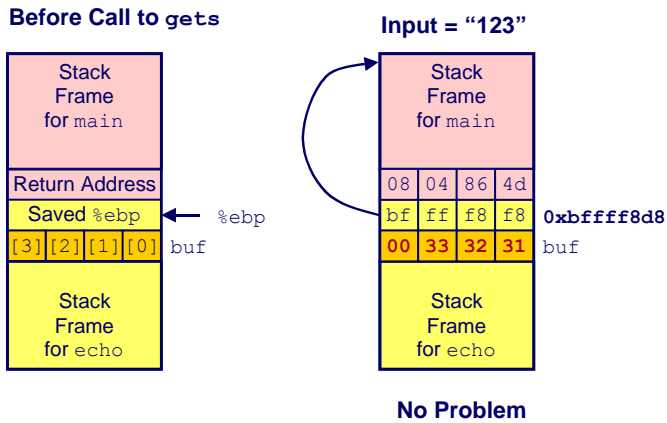 Before Call to gets
Stack
Frame
for main
Return Address
Saved %ebp
%ebp
[3] [2] [1] [0] buf
Stack
Frame
for echo
Input = “123”
Stack
Frame
for main
08 04 86 4d
bf ff f8 f8 0xbffff8d8
00 33 32 31 buf
Stack
Frame
for echo
No Problem